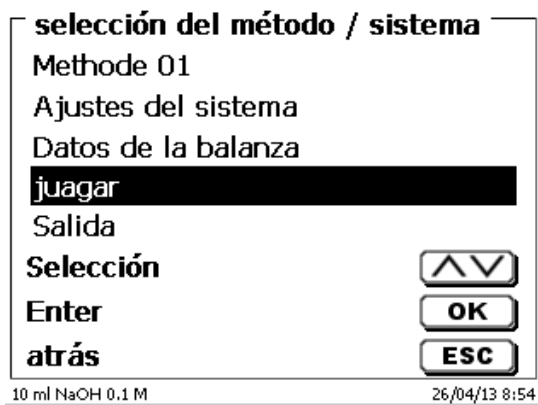 selección del método / sistema
Methode 01
Ajustes del sistema
Datos de la balanza
juagar
Salida
Selección
Enter OK
atrás ESC
10 ml NaOH 0.1 M 26/04/13 8:54